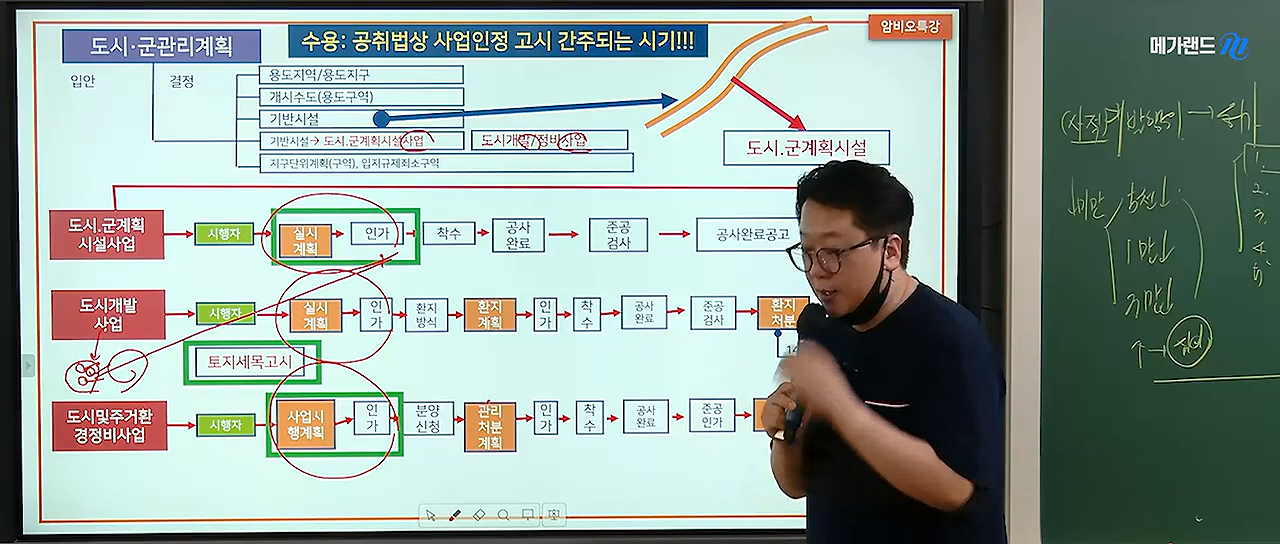 암비오특강
메가랜드
도시·군관리계획
수용: 공취법상 사업인정 고시 간주되는 시기!!!
입안
결정
용도지역/용도지구
개시수도(용도구역)
기반시설
기반시설→ 도시.군계획시설사업
도시개발/정비사업
지구단위계획(구역), 입지규제최소구역
도시.군계획시설
도시.군계획 시설사업
시행자
실시 계획
인가
착수
공사 완료
준공 검사
공사완료공고
도시개발 사업
시행자
실시 계획
인가
환지 방식
환지 계획
인가
착수
공사 완료
준공 검사
환지 처분
토지세목고시
도시및주거환경정비사업
시행자
사업시행계획
인가
분양 신청
관리 처분 계획
인가
착수
공사 완료
준공 인가
1.
2.
3.
4.
5.